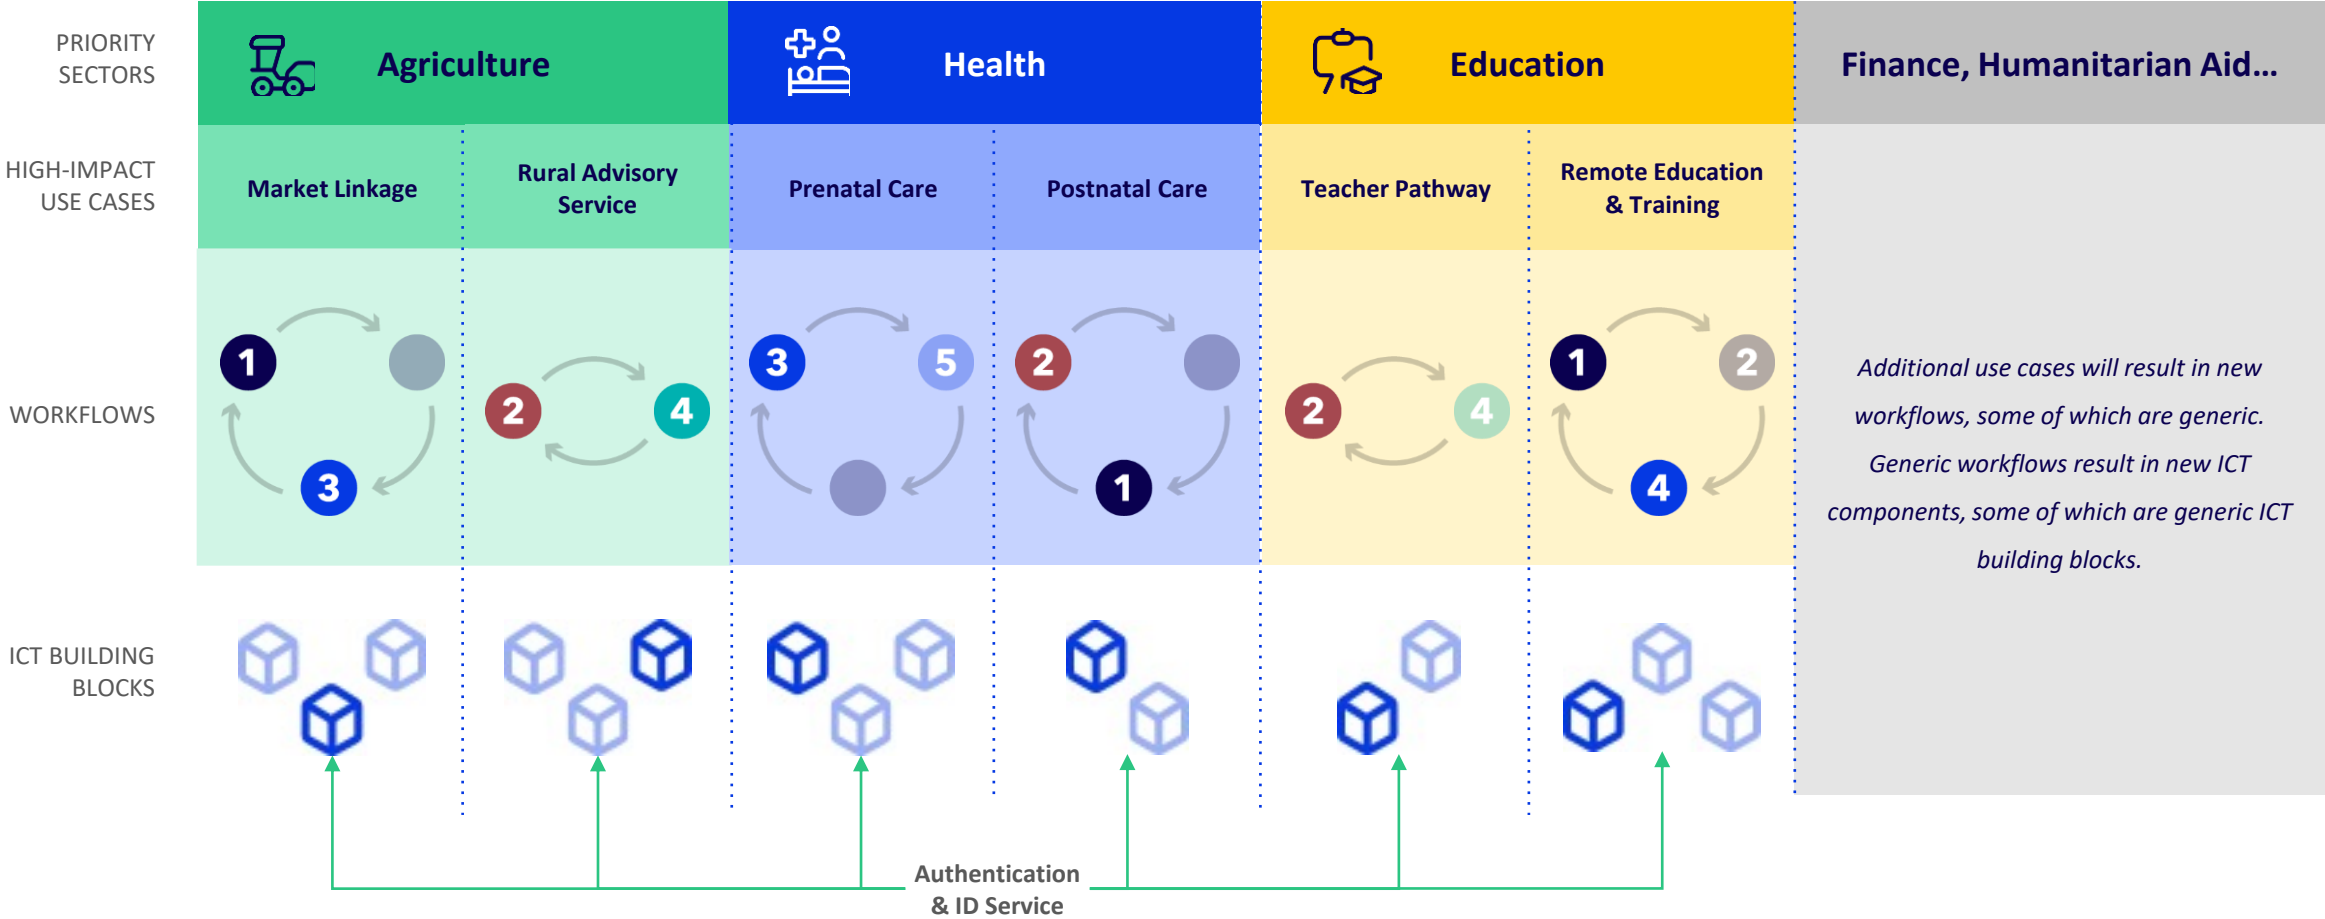 PRIORITY
SECTORS
Agriculture
Health
Education
Finance, Humanitarian Aid...
HIGH-IMPACT
USE CASES
Market Linkage
Rural Advisory
Service
Prenatal Care
Postnatal Care
Teacher Pathway
Remote Education
& Training
WORKFLOWS
1
3
2
4
3
5
2
1
2
4
1
2
4
Additional use cases will result in new
workflows, some of which are generic.
Generic workflows result in new ICT
components, some of which are generic ICT
building blocks.
ICT BUILDING
BLOCKS
Authentication
& ID Service